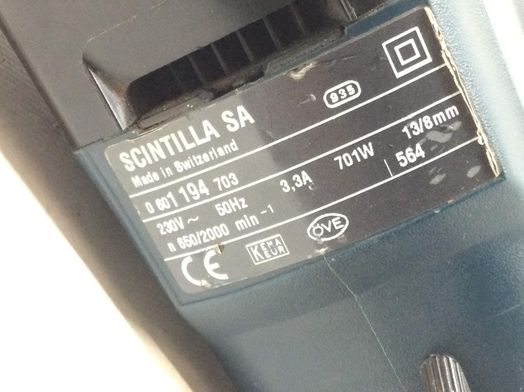 935
SCINTILLA SA
Made in Switzerland
0 601 194 703
230V ~ 50Hz 3,3A 701W 13/8mm
n 650/2000 min -1 564
CE KEMA KEUR ÖVE